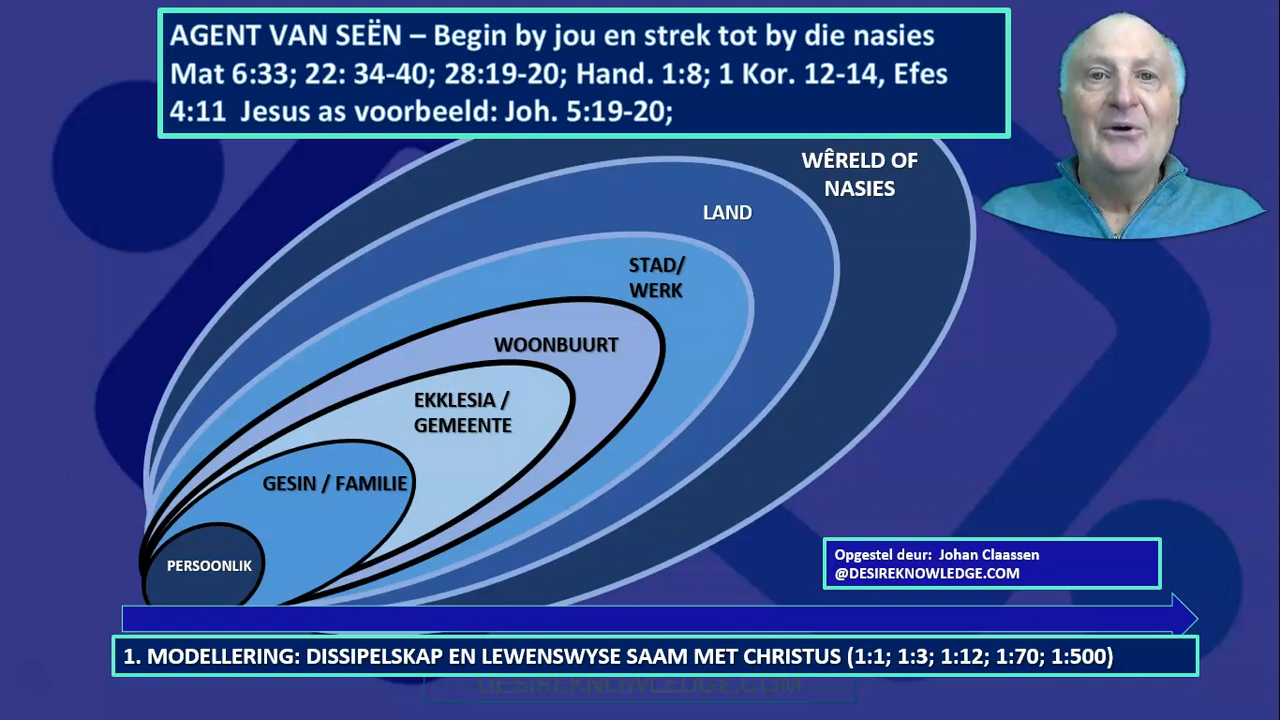 AGENT VAN SEËN – Begin by jou en strek tot by die nasies
Mat 6:33; 22: 34-40; 28:19-20; Hand. 1:8; 1 Kor. 12-14, Efes
4:11 Jesus as voorbeeld: Joh. 5:19-20;
WÊRELD OF
NASIES
LAND
STAD/
WERK
WOONBUURT
EKKLESIA /
GEMEENTE
GESIN / FAMILIE
PERSOONLIK
Opgestel deur: Johan Claassen
@DESIREKNOWLEDGE.COM
1. MODELLERING: DISSIPELSKAP EN LEWENSWYSE SAAM MET CHRISTUS (1:1; 1:3; 1:12; 1:70; 1:500)
DESIREKNOWLEDGE.COM